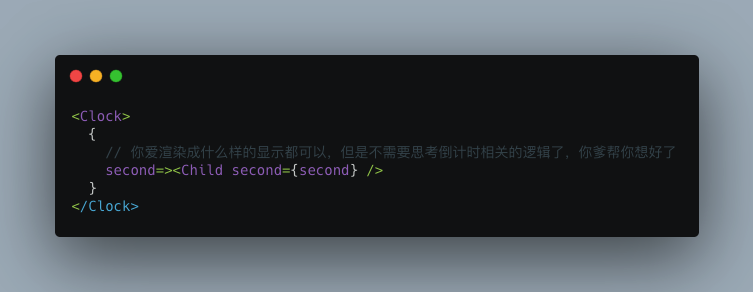 <Clock>
{
// 你爱渲染成什么样的显示都可以，但是不需要思考倒计时相关的逻辑了，你爹帮你想好了
second=><Child second={second} />
}
</Clock>